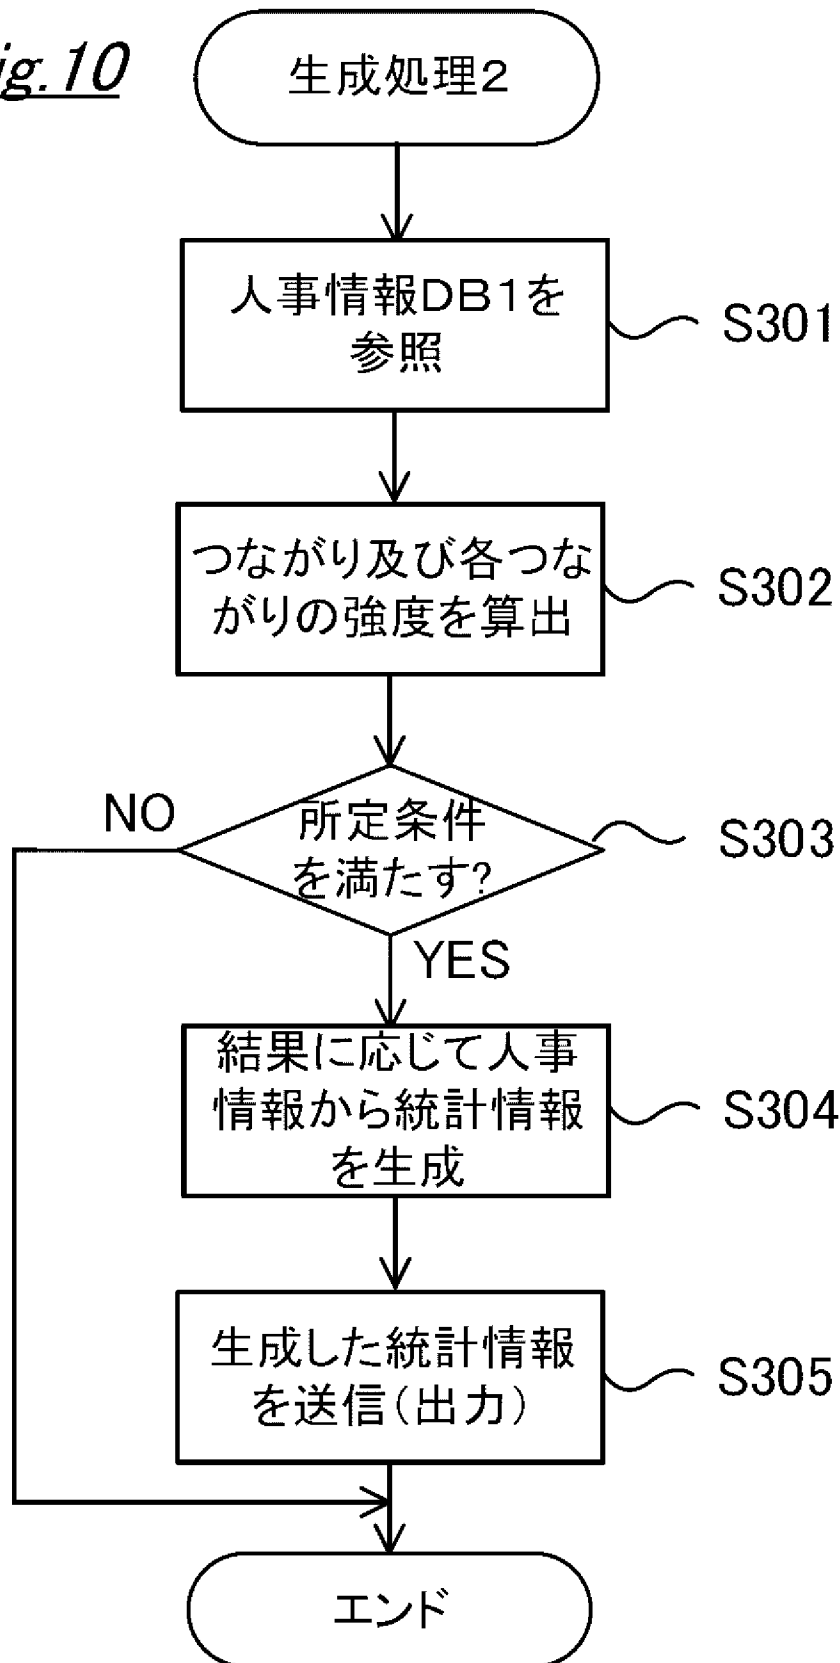 ig.10
生成処理2
人事情報DB1を
参照
S301
つながり及び各つな
がりの強度を算出
S302
NO
所定条件
を満たす?
S303
YES
結果に応じて人事
情報から統計情報
を生成
S304
生成した統計情報
を送信(出力)
S305
エンド